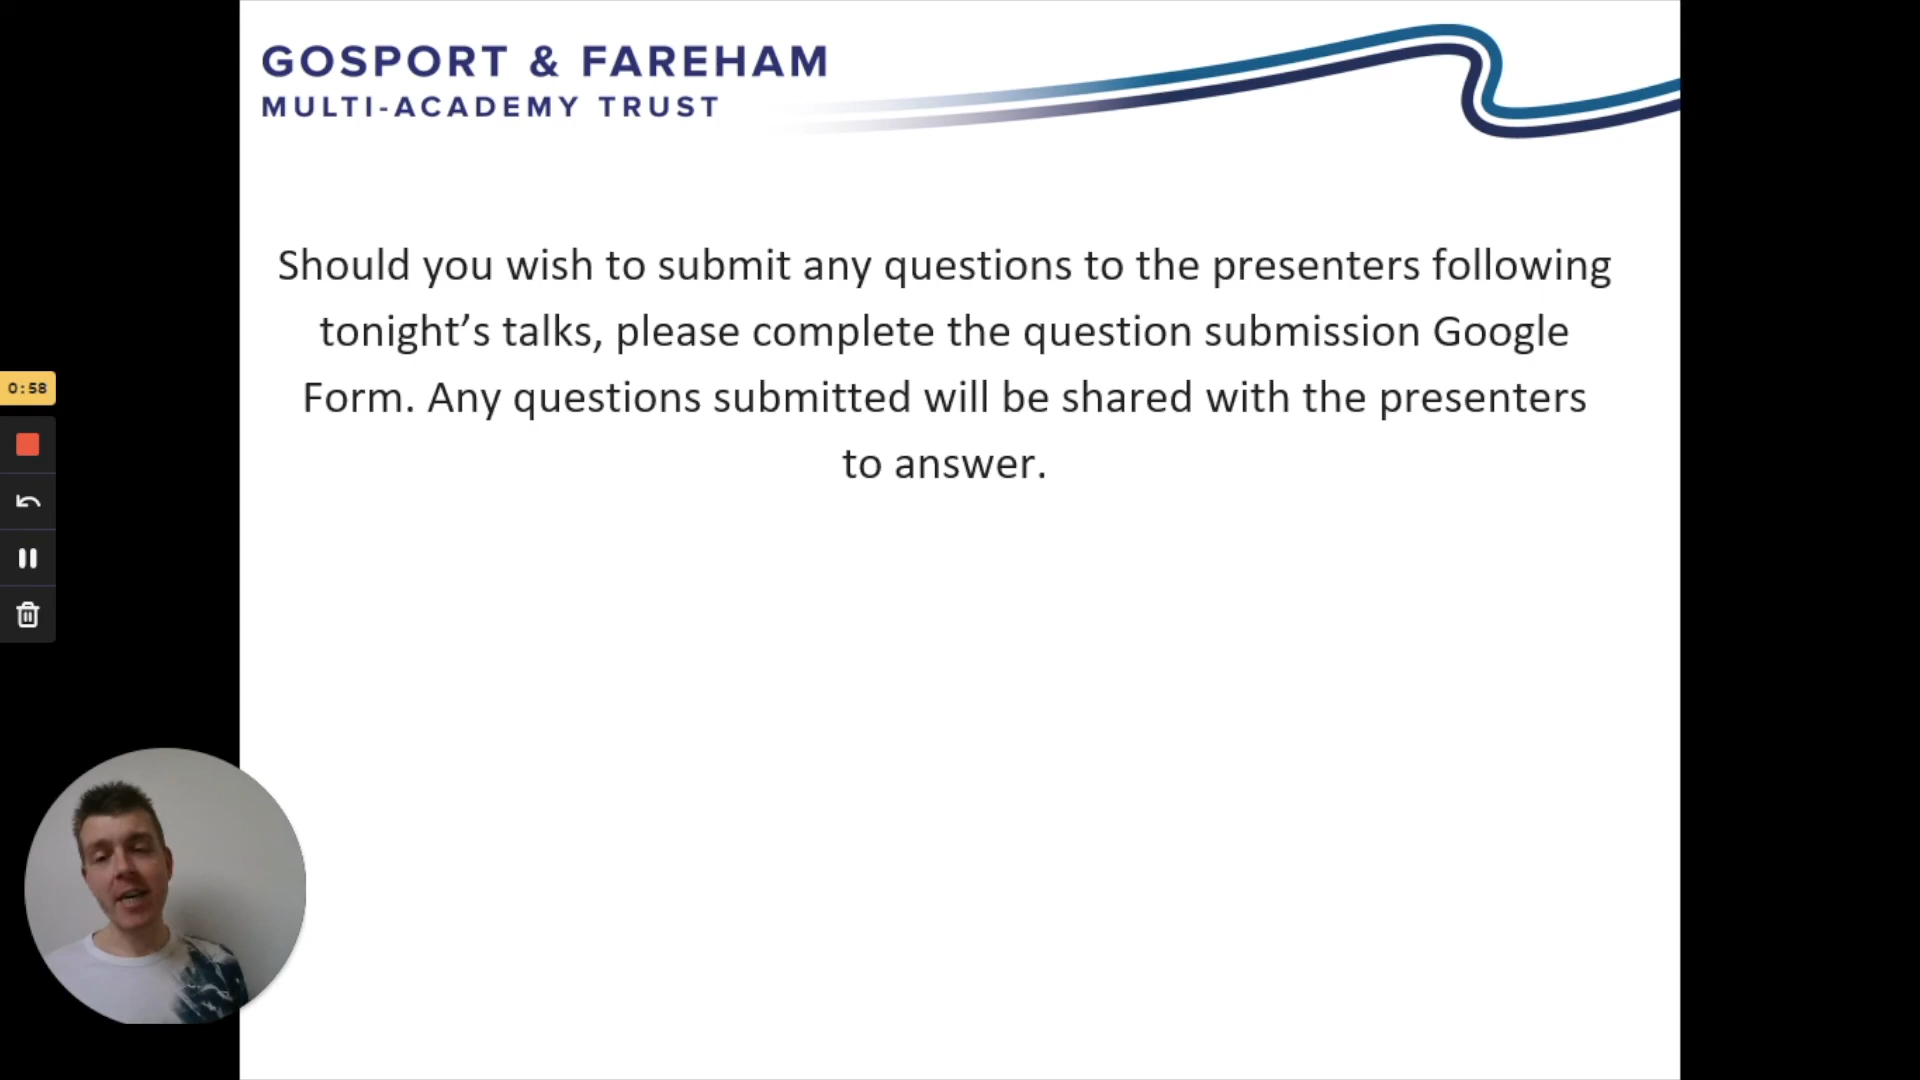 GOSPORT & FAREHAM
MULTI-ACADEMY TRUST
Should you wish to submit any questions to the presenters following
tonight’s talks, please complete the question submission Google
Form. Any questions submitted will be shared with the presenters
to answer.
0:58